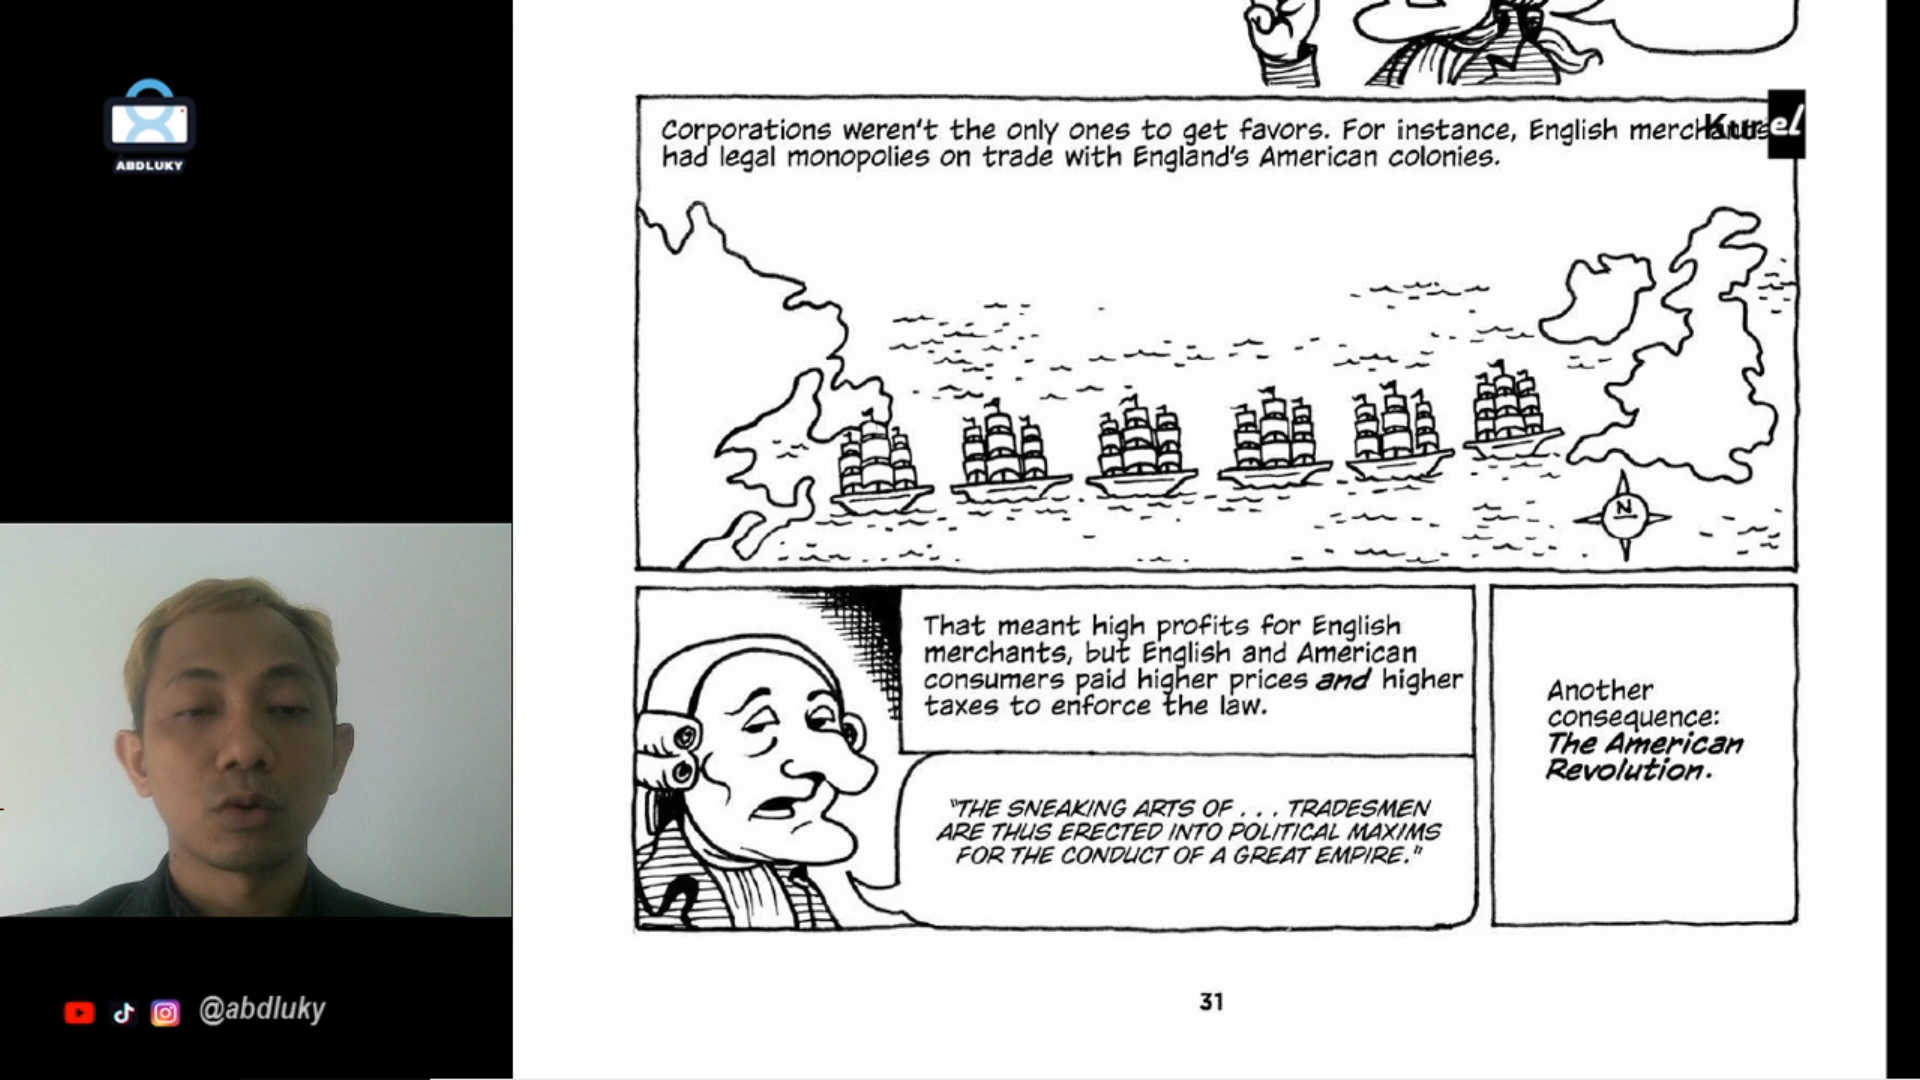 ABDLUKY
Corporations weren't the only ones to get favors. For instance, English merchants
had legal monopolies on trade with England's American colonies.
el
N
That meant high profits for English
merchants, but English and American
consumers paid higher prices and higher
taxes to enforce the law.
"THE SNEAKING ARTS OF . . . TRADESMEN
ARE THUS ERECTED INTO POLITICAL MAXIMS
FOR THE CONDUCT OF A GREAT EMPIRE."
Another
consequence:
The American
Revolution.
31
@abdluky